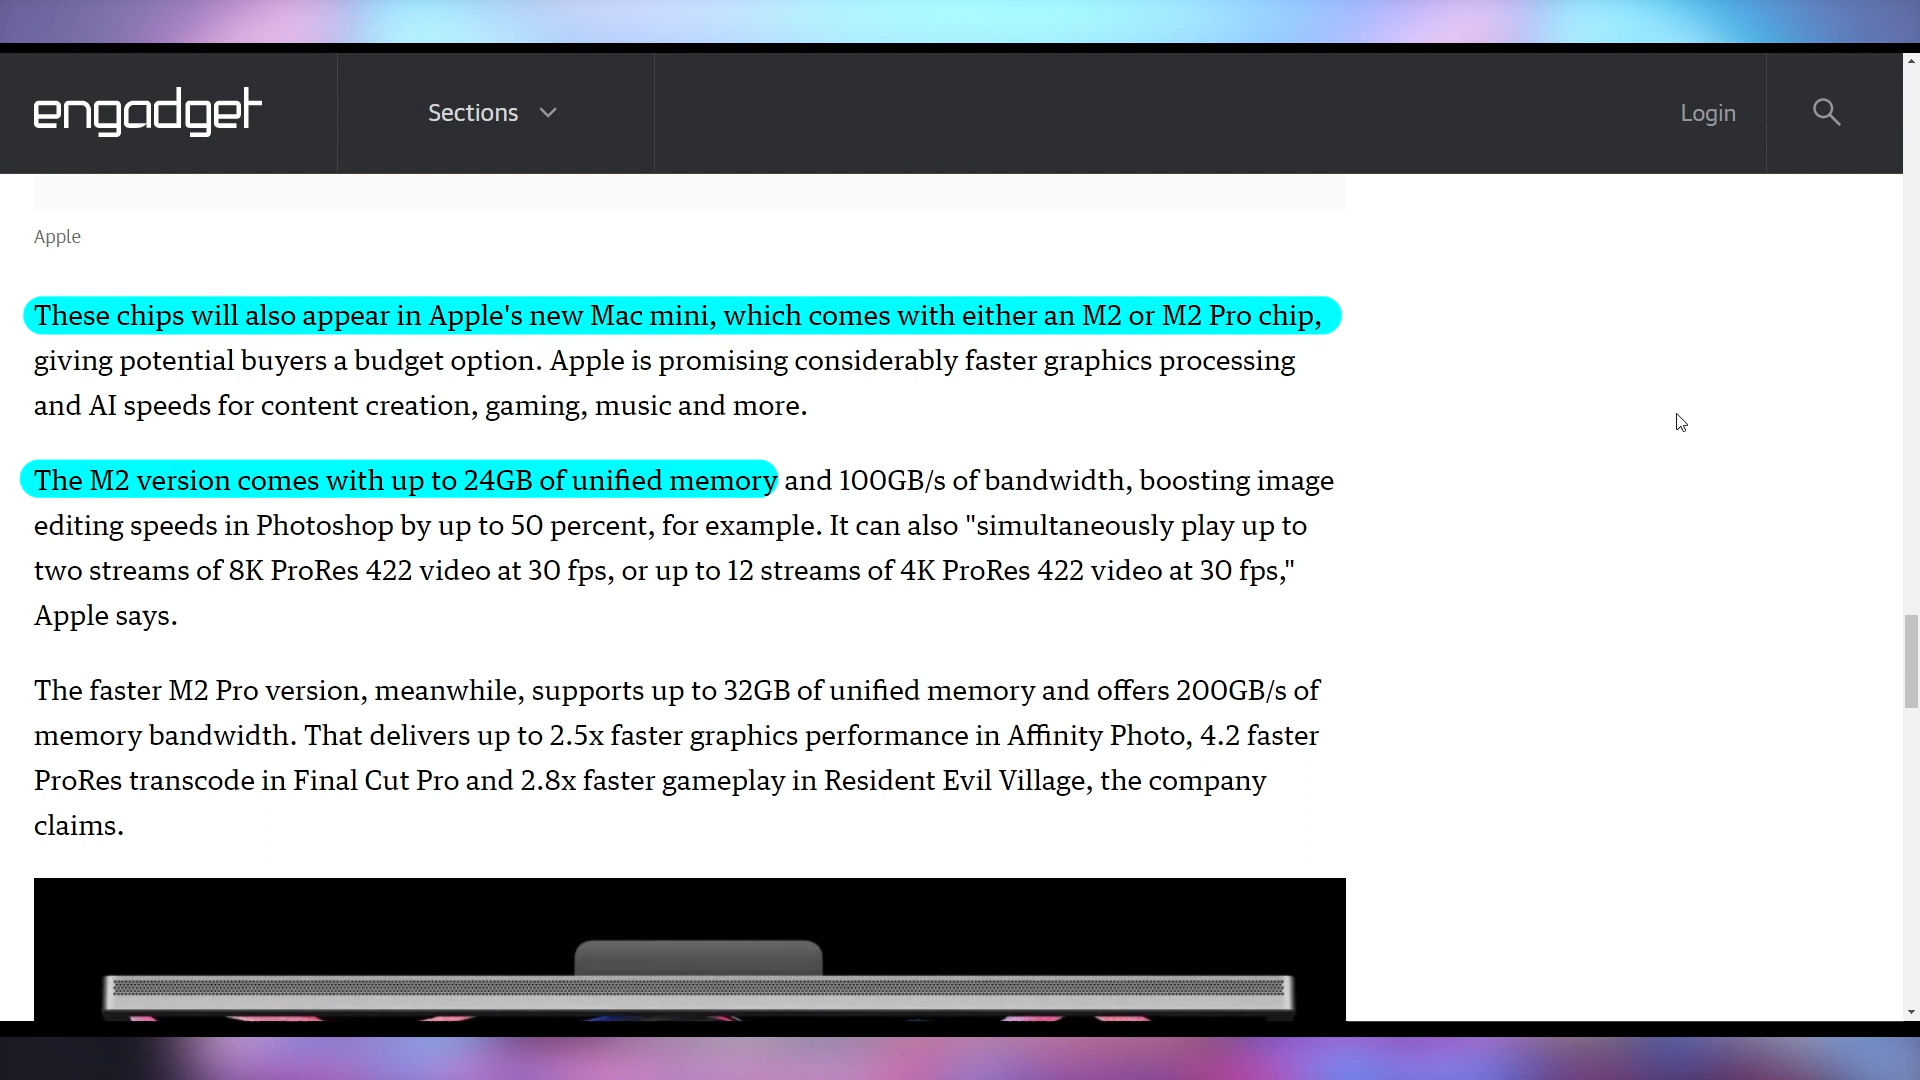 engadget
Sections
Login
Apple
These chips will also appear in Apple's new Mac mini, which comes with either an M2 or M2 Pro chip,
giving potential buyers a budget option. Apple is promising considerably faster graphics processing
and AI speeds for content creation, gaming, music and more.
The M2 version comes with up to 24GB of unified memory and 100GB/s of bandwidth, boosting image
editing speeds in Photoshop by up to 50 percent, for example. It can also "simultaneously play up to
two streams of 8K ProRes 422 video at 30 fps, or up to 12 streams of 4K ProRes 422 video at 30 fps,"
Apple says.
The faster M2 Pro version, meanwhile, supports up to 32GB of unified memory and offers 200GB/s of
memory bandwidth. That delivers up to 2.5x faster graphics performance in Affinity Photo, 4.2 faster
ProRes transcode in Final Cut Pro and 2.8x faster gameplay in Resident Evil Village, the company
claims.